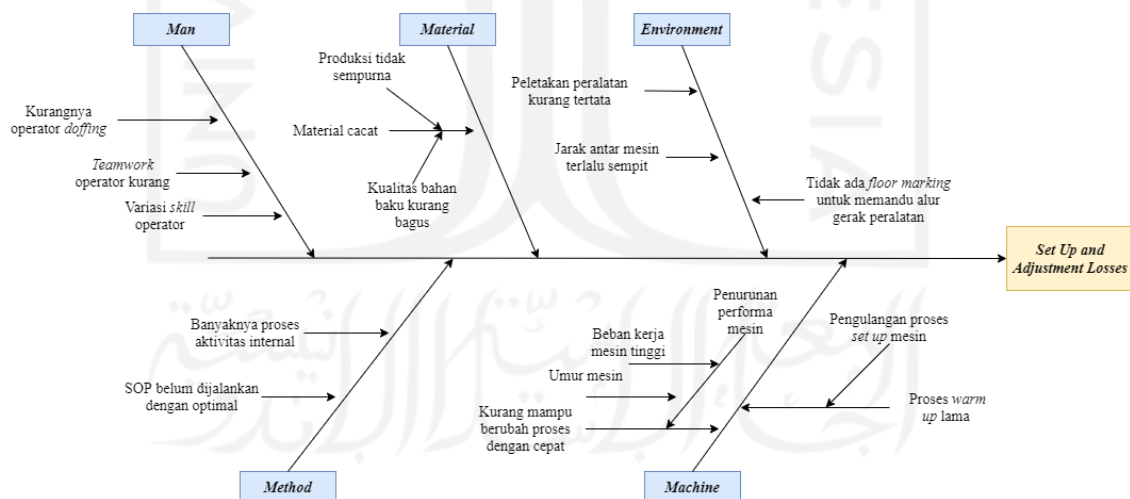 Man
Material
Environment
Produksi tidak
sempurna
Peletakan peralatan
kurang tertata
Kurangnya
operator doffing
Material cacat
Jarak antar mesin
terlalu sempit
Teamwork
operator kurang
Kualitas bahan
baku kurang
bagus
Tidak ada floor marking
untuk memandu alur
gerak peralatan
Variasi skill
operator
Set Up and
Adjustment Losses
Banyaknya proses
aktivitas internal
Penurunan
performa
mesin
Beban kerja
mesin tinggi
Pengulangan proses
set up mesin
Umur mesin
SOP belum dijalankan
dengan optimal
Kurang mampu
berubah proses
dengan cepat
Proses warm
up lama
Method
Machine